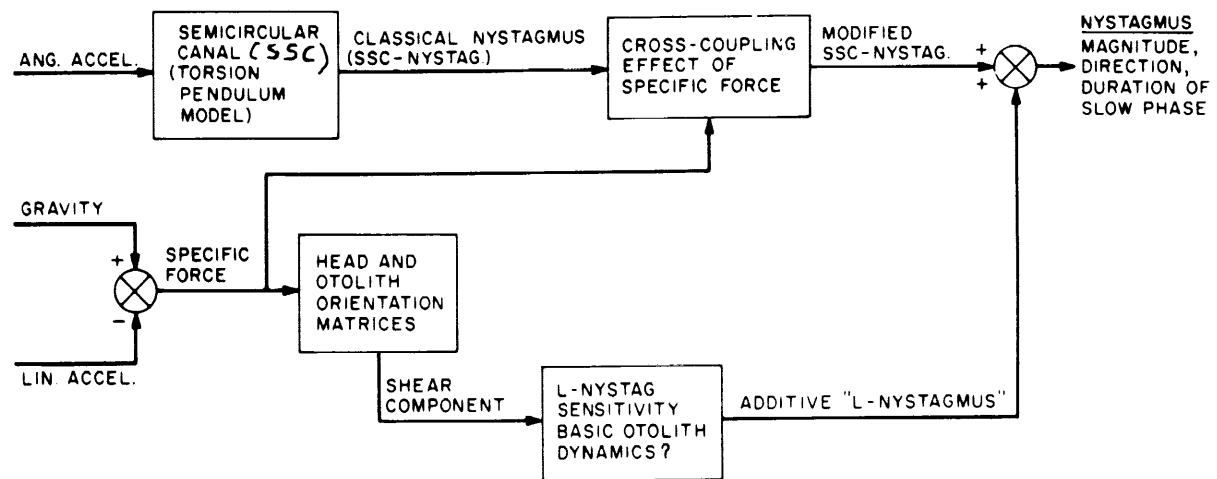 ANG. ACCEL.
SEMICIRCULAR
CANAL (SSC)
(TORSION
PENDULUM
MODEL)
CLASSICAL NYSTAGMUS
(SSC-NYSTAG.)
CROSS-COUPLING
EFFECT OF
SPECIFIC FORCE
MODIFIED
SSC-NYSTAG.
+
+
NYSTAGMUS
MAGNITUDE,
DIRECTION,
DURATION OF
SLOW PHASE
GRAVITY
+
−
LIN. ACCEL.
SPECIFIC
FORCE
HEAD AND
OTOLITH
ORIENTATION
MATRICES
SHEAR
COMPONENT
L-NYSTAG
SENSITIVITY
BASIC OTOLITH
DYNAMICS?
ADDITIVE "L-NYSTAGMUS"